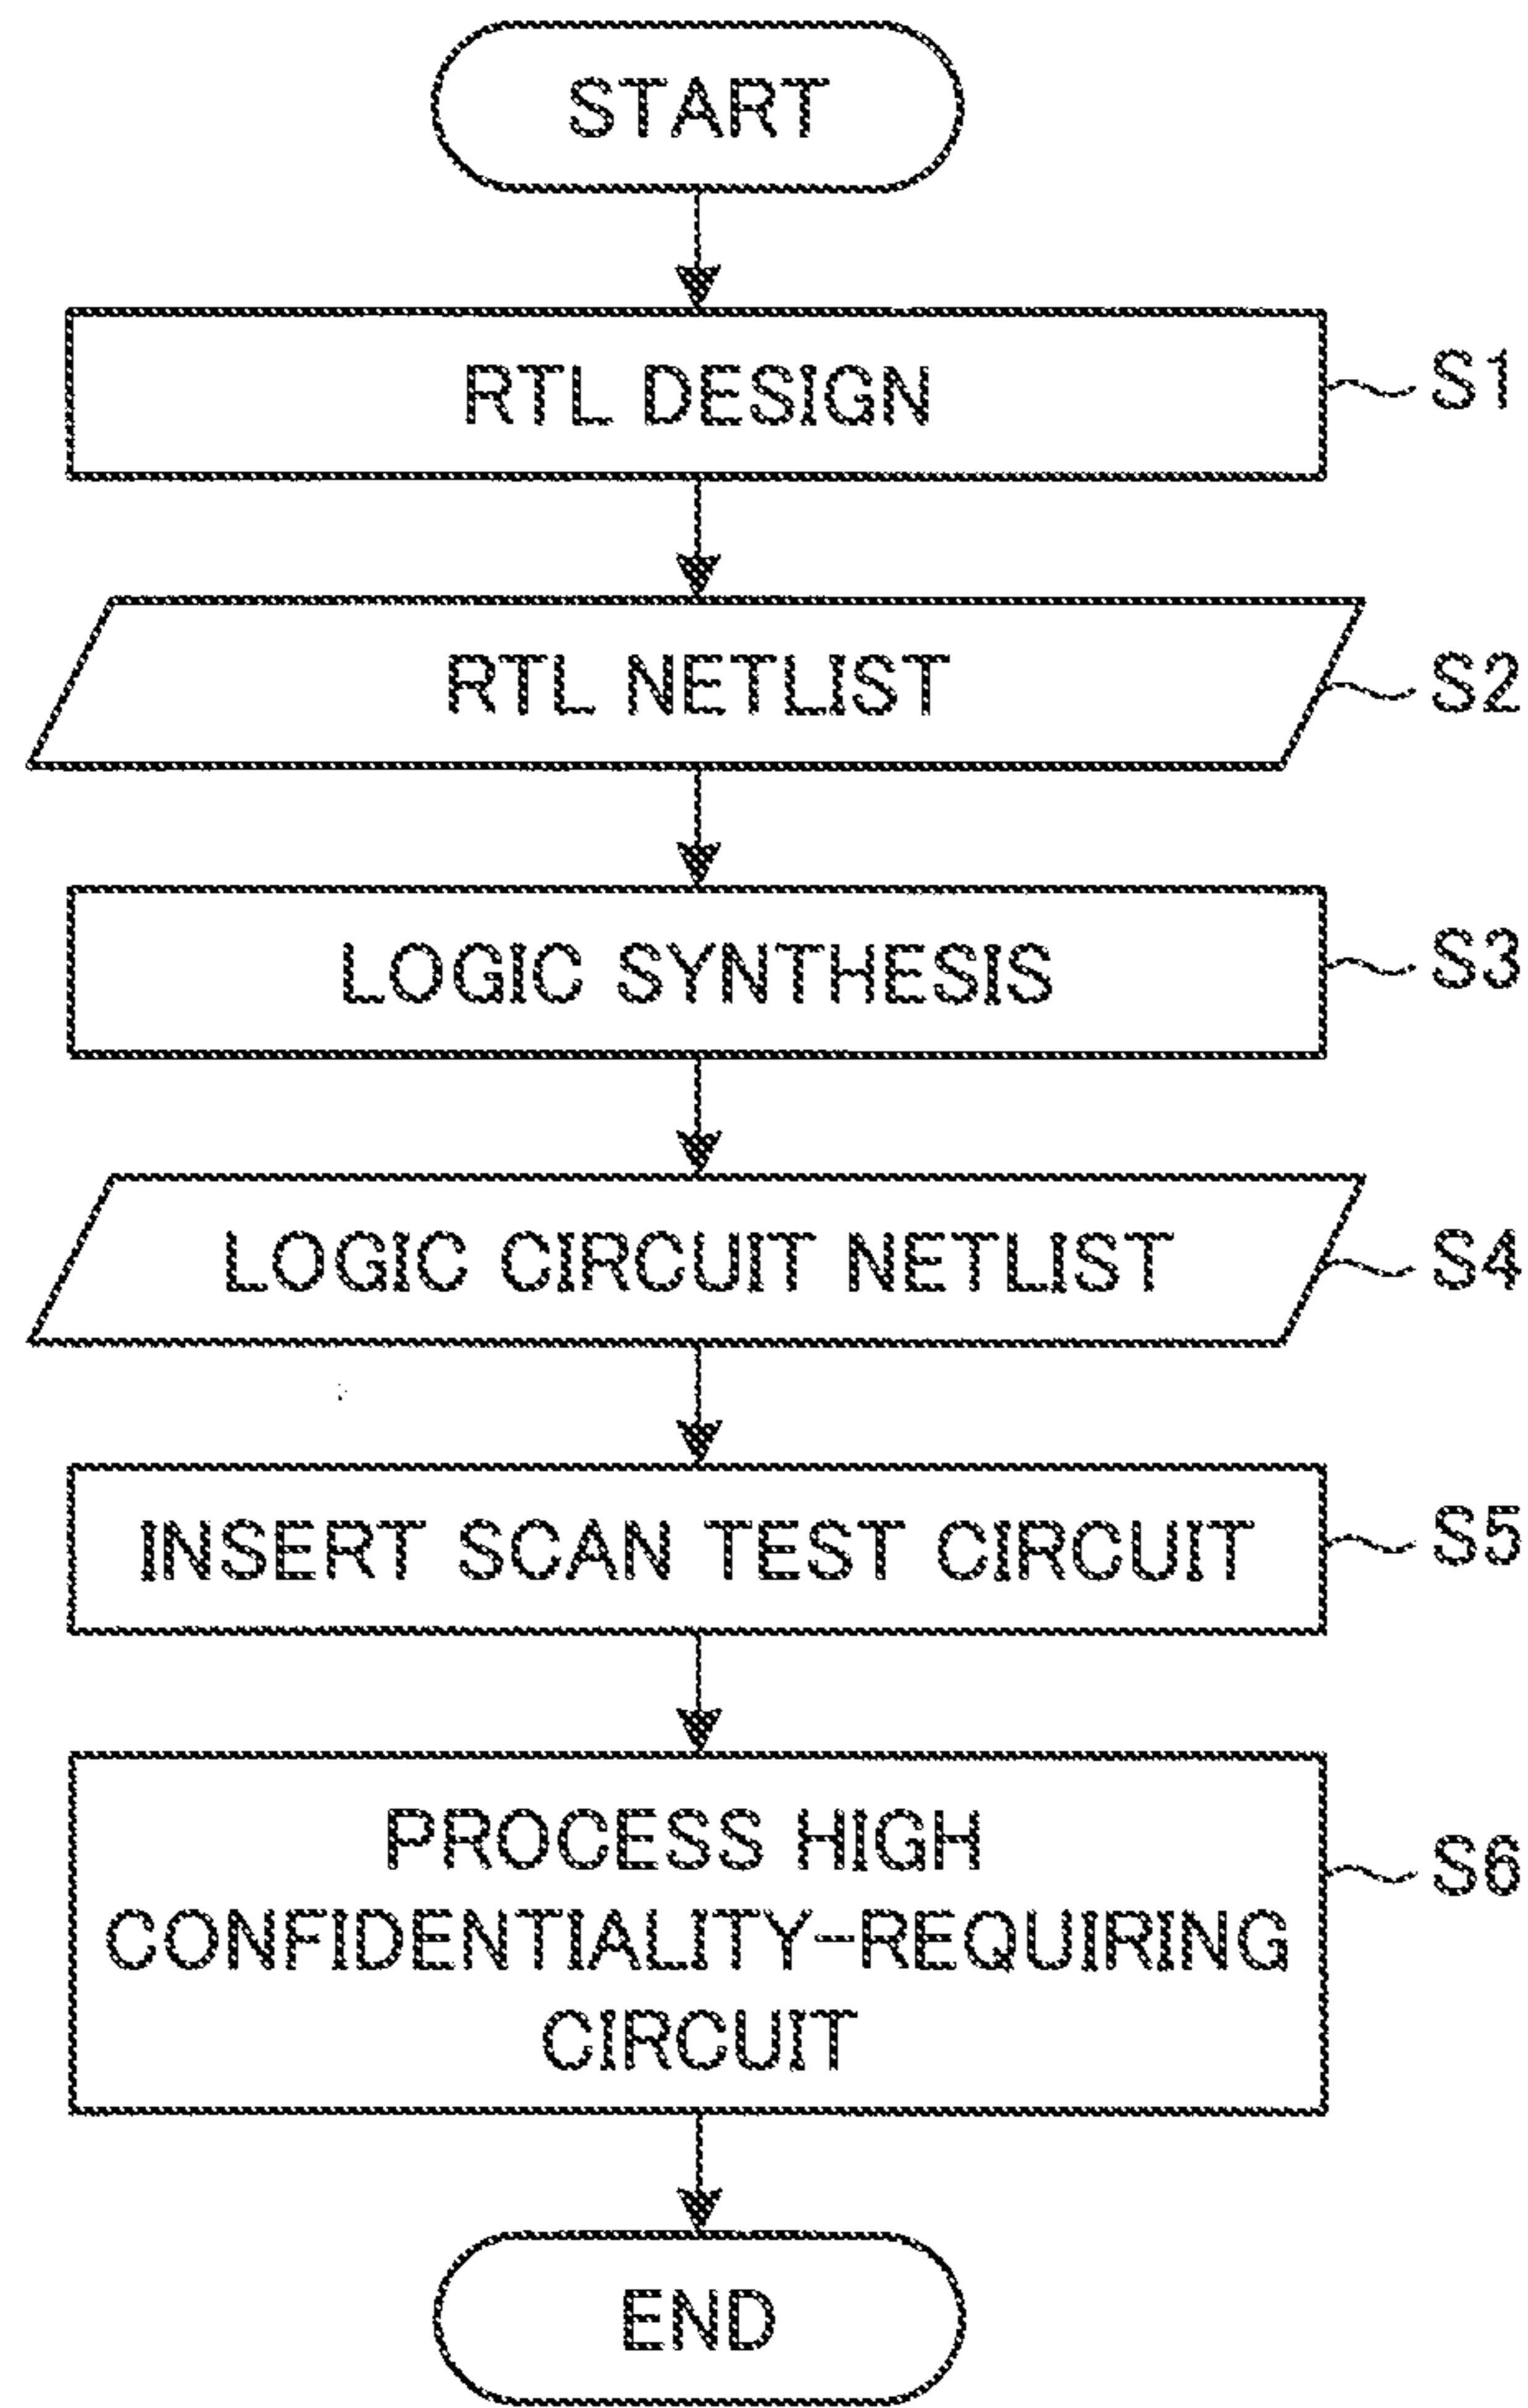 START
RTL DESIGN
S1
RTL NETLIST
S2
LOGIC SYNTHESIS
S3
LOGIC CIRCUIT NETLIST
S4
INSERT SCAN TEST CIRCUIT
S5
PROCESS HIGH
CONFIDENTIALITY-REQUIRING
CIRCUIT
S6
END